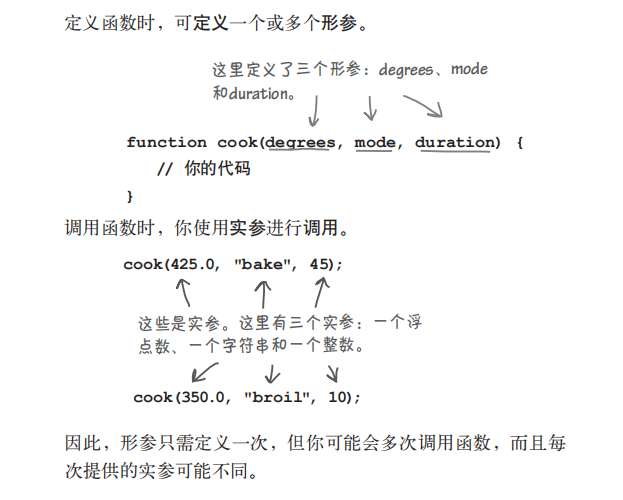 定义函数时，可定义一个或多个形参。
这里定义了三个形参：degrees、mode
和duration。
function cook(degrees, mode, duration) {
// 你的代码
}
调用函数时，你使用实参进行调用。
cook(425.0, "bake", 45);
这些是实参。这里有三个实参：一个浮
点数、一个字符串和一个整数。
cook(350.0, "broil", 10);
因此，形参只需定义一次，但你可能会多次调用函数，而且每
次提供的实参可能不同。